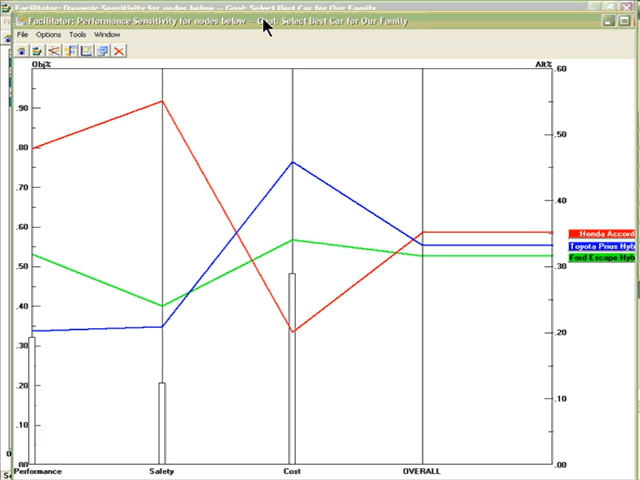 Facilitator: Dynamic Sensitivity for nodes below -- Goal: Select Best Car for Our Family
Facilitator: Performance Sensitivity for nodes below -- Goal: Select Best Car for Our Family
File Options Tools Window
Obj% Alt%
.90
.80
.70
.60
.50
.40
.30
.20
.10
.00
.60
.50
.40
.30
.20
.10
.00
Honda Accord
Toyota Prius Hyb
Ford Escape Hyb
Performance Safety Cost OVERALL